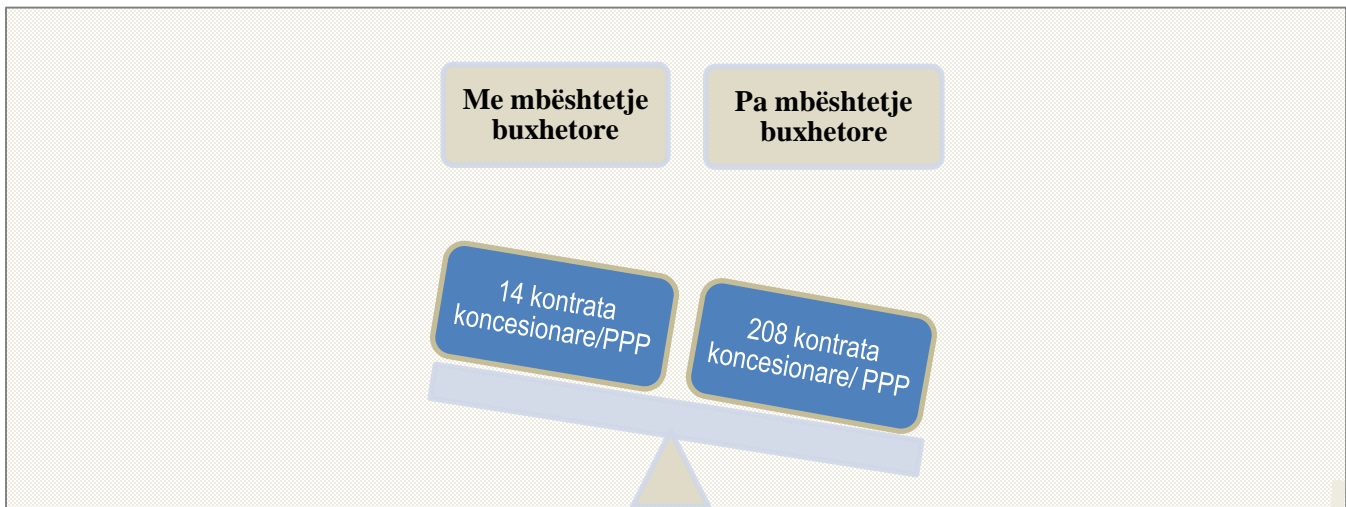 Me mbështetje
buxhetore
Pa mbështetje
buxhetore
14 kontrata
koncesionare/PPP
208 kontrata
koncesionare/ PPP